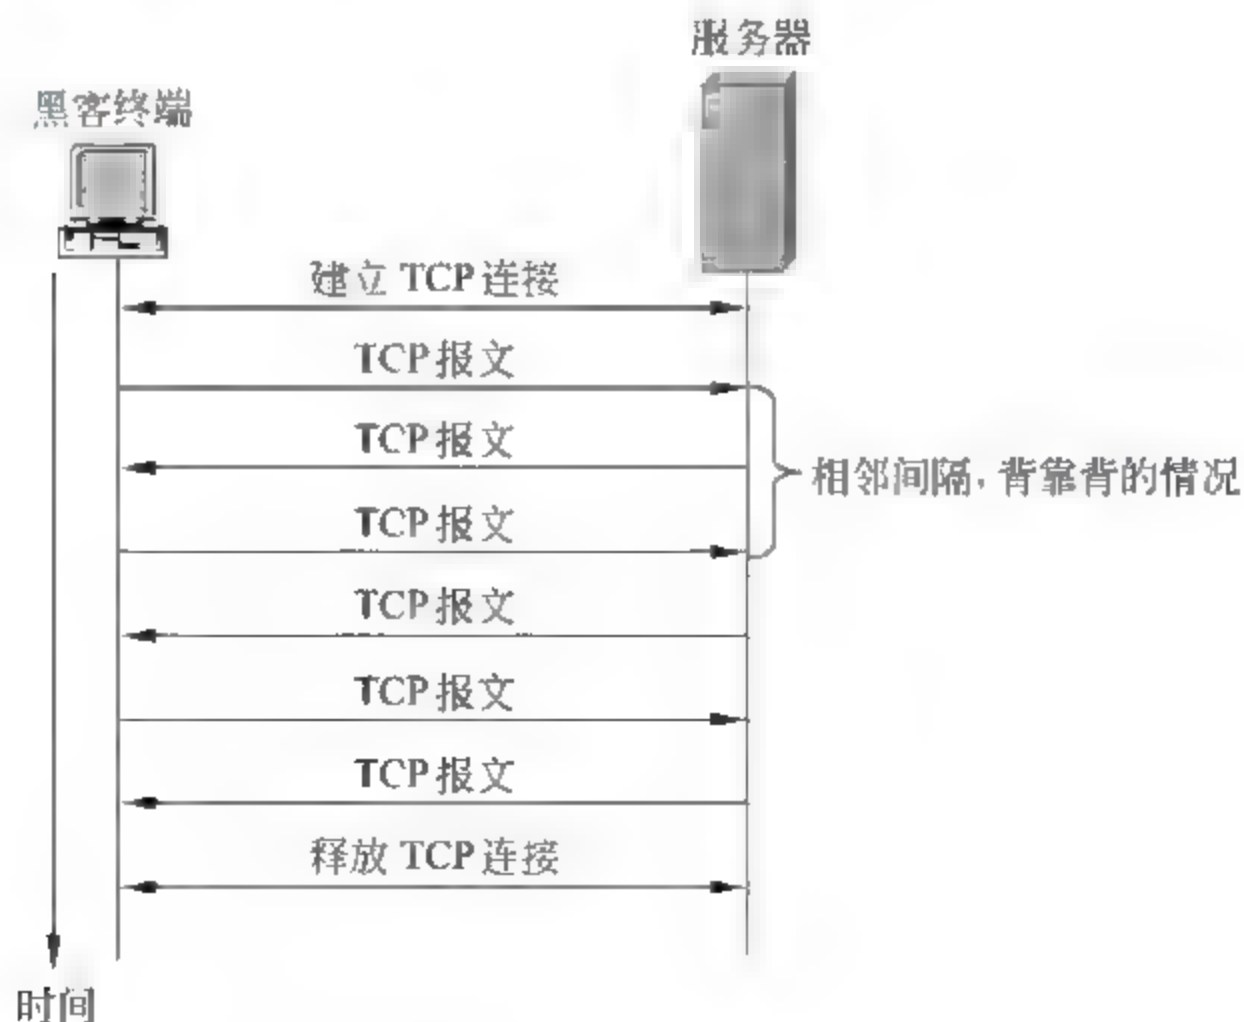 服务器
黑客终端
建立 TCP 连接
TCP 报文
TCP 报文
相邻间隔，背靠背的情况
TCP 报文
TCP 报文
TCP 报文
TCP 报文
释放 TCP 连接
时间